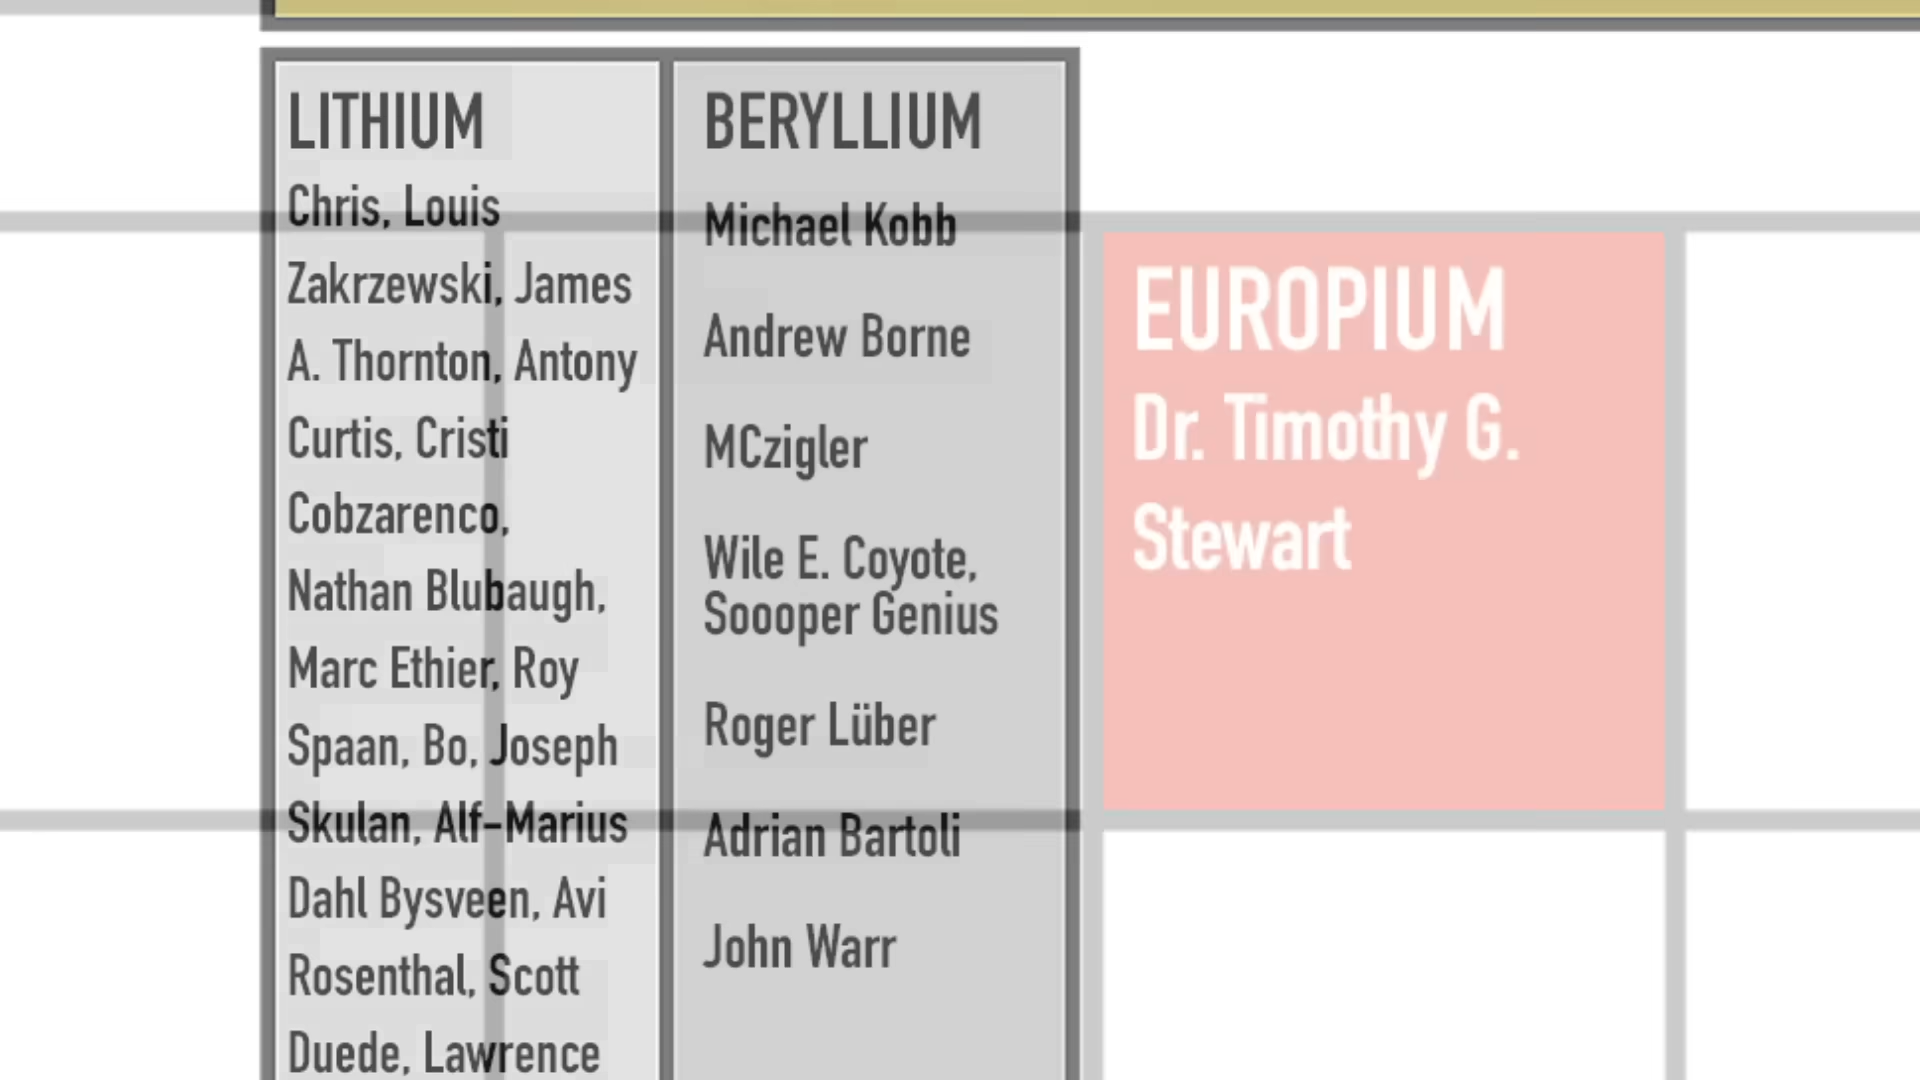 LITHIUM
Chris, Louis
Zakrzewski, James
A. Thornton, Antony
Curtis, Cristi
Cobzarenco,
Nathan Blubaugh,
Marc Ethier, Roy
Spaan, Bo, Joseph
Skulan, Alf-Marius
Dahl Bysveen, Avi
Rosenthal, Scott
Duede, Lawrence
BERYLLIUM
Michael Kobb
Andrew Borne
MCzigler
Wile E. Coyote,
Soooper Genius
Roger Lüber
Adrian Bartoli
John Warr
EUROPIUM
Dr. Timothy G.
Stewart